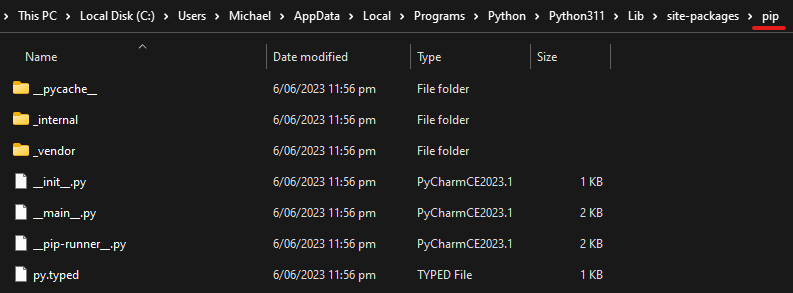 This PC > Local Disk (C:) > Users > Michael > AppData > Local > Programs > Python > Python311 > Lib > site-packages > pip
Name Date modified Type Size
__pycache__ 6/06/2023 11:56 pm File folder
_internal 6/06/2023 11:56 pm File folder
_vendor 6/06/2023 11:56 pm File folder
__init__.py 6/06/2023 11:56 pm PyCharmCE2023.1 1 KB
__main__.py 6/06/2023 11:56 pm PyCharmCE2023.1 2 KB
__pip-runner__.py 6/06/2023 11:56 pm PyCharmCE2023.1 2 KB
py.typed 6/06/2023 11:56 pm TYPED File 1 KB